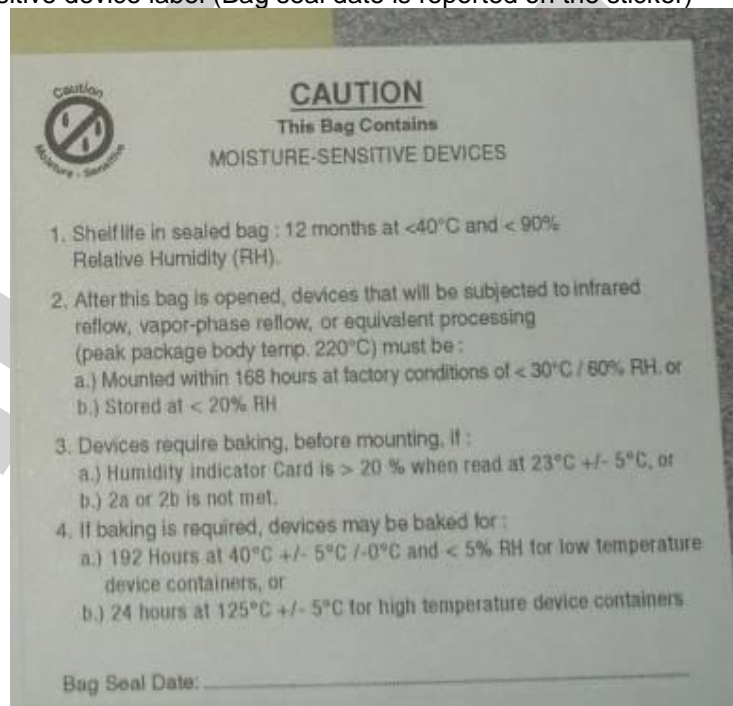 sitive device label (Bag seal date is reported on the sticker)
Caution
Moisture - Sensitive
CAUTION
This Bag Contains
MOISTURE-SENSITIVE DEVICES
1. Shelf life in sealed bag : 12 months at <40°C and < 90%
Relative Humidity (RH).
2. After this bag is opened, devices that will be subjected to infrared
reflow, vapor-phase reflow, or equivalent processing
(peak package body temp. 220°C) must be :
a.) Mounted within 168 hours at factory conditions of < 30°C / 60% RH. or
b.) Stored at < 20% RH
3. Devices require baking, before mounting, if :
a.) Humidity indicator Card is > 20 % when read at 23°C +/- 5°C, or
b.) 2a or 2b is not met.
4. If baking is required, devices may be baked for :
a.) 192 Hours at 40°C +/- 5°C /-0°C and < 5% RH for low temperature
device containers, or
b.) 24 hours at 125°C +/- 5°C for high temperature device containers
Bag Seal Date: